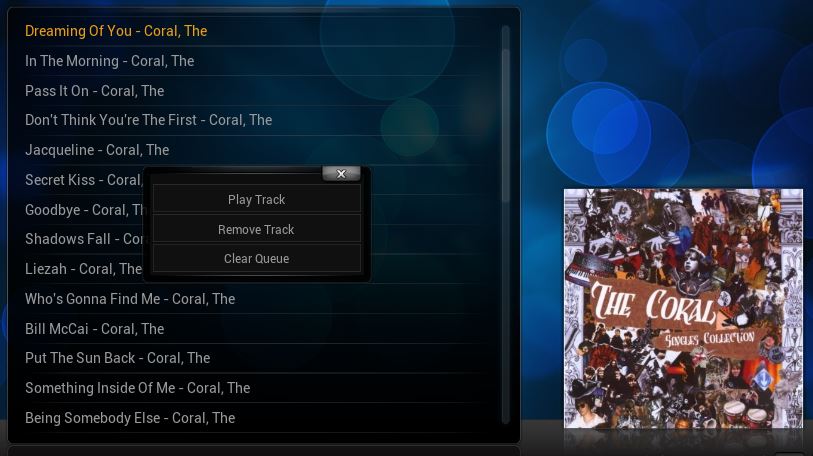 Dreaming Of You - Coral, The
In The Morning - Coral, The
Pass It On - Coral, The
Don't Think You're The First - Coral, The
Jacqueline - Coral, The
Secret Kiss - Coral,
Goodbye - Coral, Th
Shadows Fall - Cor
Liezah - Coral, The
Who's Gonna Find Me - Coral, The
Bill McCai - Coral, The
Put The Sun Back - Coral, The
Something Inside Of Me - Coral, The
Being Somebody Else - Coral, The
Play Track
Remove Track
Clear Queue
The Coral
Singles Collection